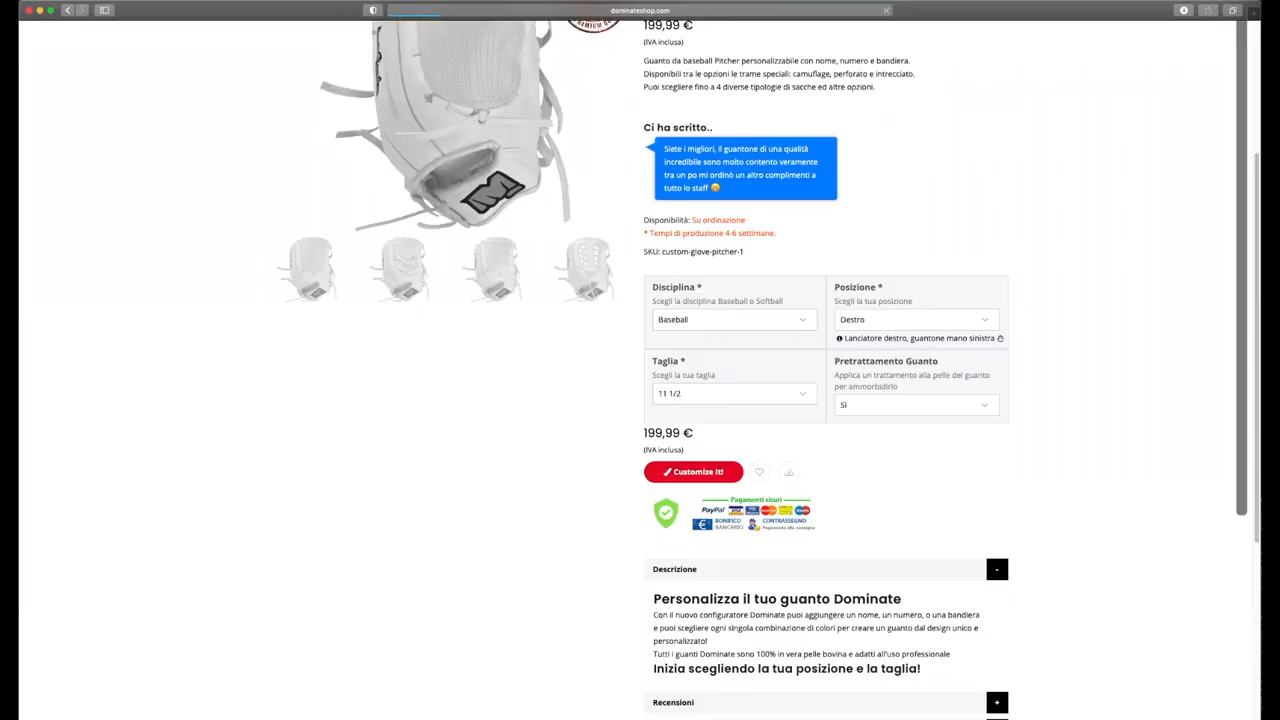 dominateshop.com
199,99 €
(IVA inclusa)
Guanto da baseball Pitcher personalizzabile con nome, numero e bandiera.
Disponibili tra le opzioni le trame speciali: camuflage, perforato e intrecciato.
Puoi scegliere fino a 4 diverse tipologie di sacche ed altre opzioni.
Ci ha scritto..
Siete i migliori, il guantone di una qualità
incredibile sono molto contento veramente
tra un po mi ordinò un altro complimenti a
tutto lo staff 😊
Disponibilità: Su ordinazione
* Tempi di produzione 4-6 settimane.
SKU: custom-glove-pitcher-1
Disciplina *
Scegli la disciplina Baseball o Softball
Baseball
Posizione *
Scegli la tua posizione
Destro
Lanciatore destro, guantone mano sinistra
Taglia *
Scegli la tua taglia
11 1/2
Pretrattamento Guanto
Applica un trattamento alla pelle del guanto
per ammorbidirlo
Sì
199,99 €
(IVA inclusa)
Customize It!
Pagamenti sicuri
PayPal
BONIFICO
BANCARIO
CONTRASSEGNO
Pagamento alla consegna
Descrizione
-
Personalizza il tuo guanto Dominate
Con il nuovo configuratore Dominate puoi aggiungere un nome, un numero, o una bandiera
e puoi scegliere ogni singola combinazione di colori per creare un guanto dal design unico e
personalizzato!
Tutti i guanti Dominate sono 100% in vera pelle bovina e adatti all'uso professionale
Inizia scegliendo la tua posizione e la taglia!
Recensioni
+